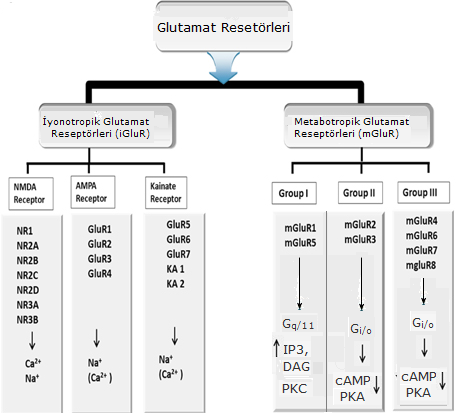 Glutamat Resetörleri
İyonotropik Glutamat
Reseptörleri (iGluR)
Metabotropik Glutamat
Reseptörleri (mGluR)
NMDA
Receptor
NR1
NR2A
NR2B
NR2C
NR2D
NR3A
NR3B
Ca²⁺
Na⁺
AMPA
Receptor
GluR1
GluR2
GluR3
GluR4
Na⁺
(Ca²⁺)
Kainate
Receptor
GluR5
GluR6
GluR7
KA 1
KA 2
Na⁺
(Ca²⁺)
Group I
mGluR1
mGluR5
Gq/11
↑ IP3,
DAG
PKC
Group II
mGluR2
mGluR3
Gi/o
cAMP ↓
PKA
Group III
mGluR4
mGluR6
mGluR7
mgluR8
Gi/o
cAMP ↓
PKA